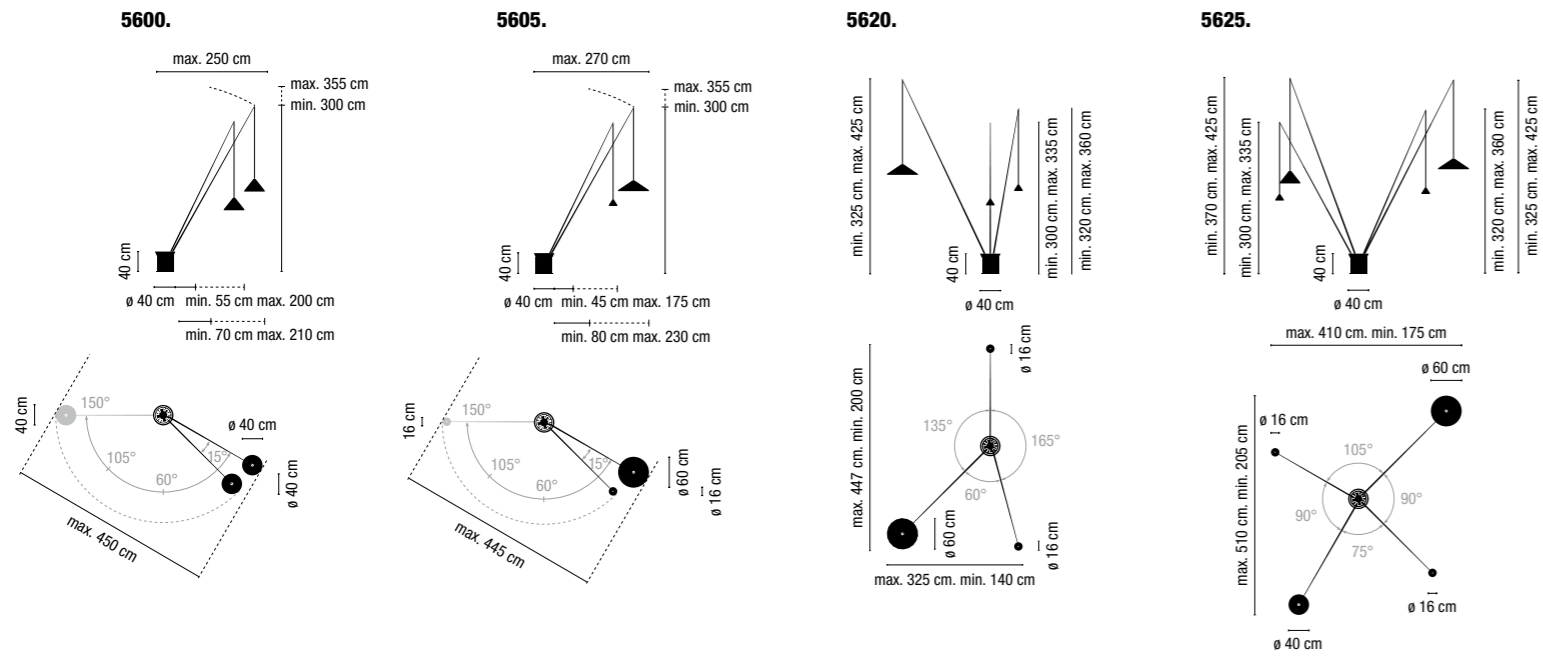 5600.
max. 250 cm
max. 355 cm
min. 300 cm
40 cm
ø 40 cm
min. 55 cm max. 200 cm
min. 70 cm max. 210 cm
40 cm
150°
105°
60°
15°
ø 40 cm
ø 40 cm
max. 450 cm
5605.
max. 270 cm
max. 355 cm
min. 300 cm
40 cm
ø 40 cm
min. 45 cm max. 175 cm
min. 80 cm max. 230 cm
16 cm
150°
105°
60°
15°
ø 60 cm
ø 16 cm
max. 445 cm
5620.
min. 325 cm. max. 425 cm
min. 300 cm. max. 335 cm
min. 320 cm. max. 360 cm
40 cm
ø 40 cm
max. 447 cm. min. 200 cm
ø 16 cm
135°
165°
60°
ø 60 cm
ø 16 cm
max. 325 cm. min. 140 cm
5625.
min. 370 cm. max. 425 cm
min. 300 cm. max. 335 cm
min. 320 cm. max. 360 cm
min. 325 cm. max. 425 cm
40 cm
ø 40 cm
max. 410 cm. min. 175 cm
ø 60 cm
max. 510 cm. min. 205 cm
ø 16 cm
105°
90°
90°
75°
ø 16 cm
ø 40 cm